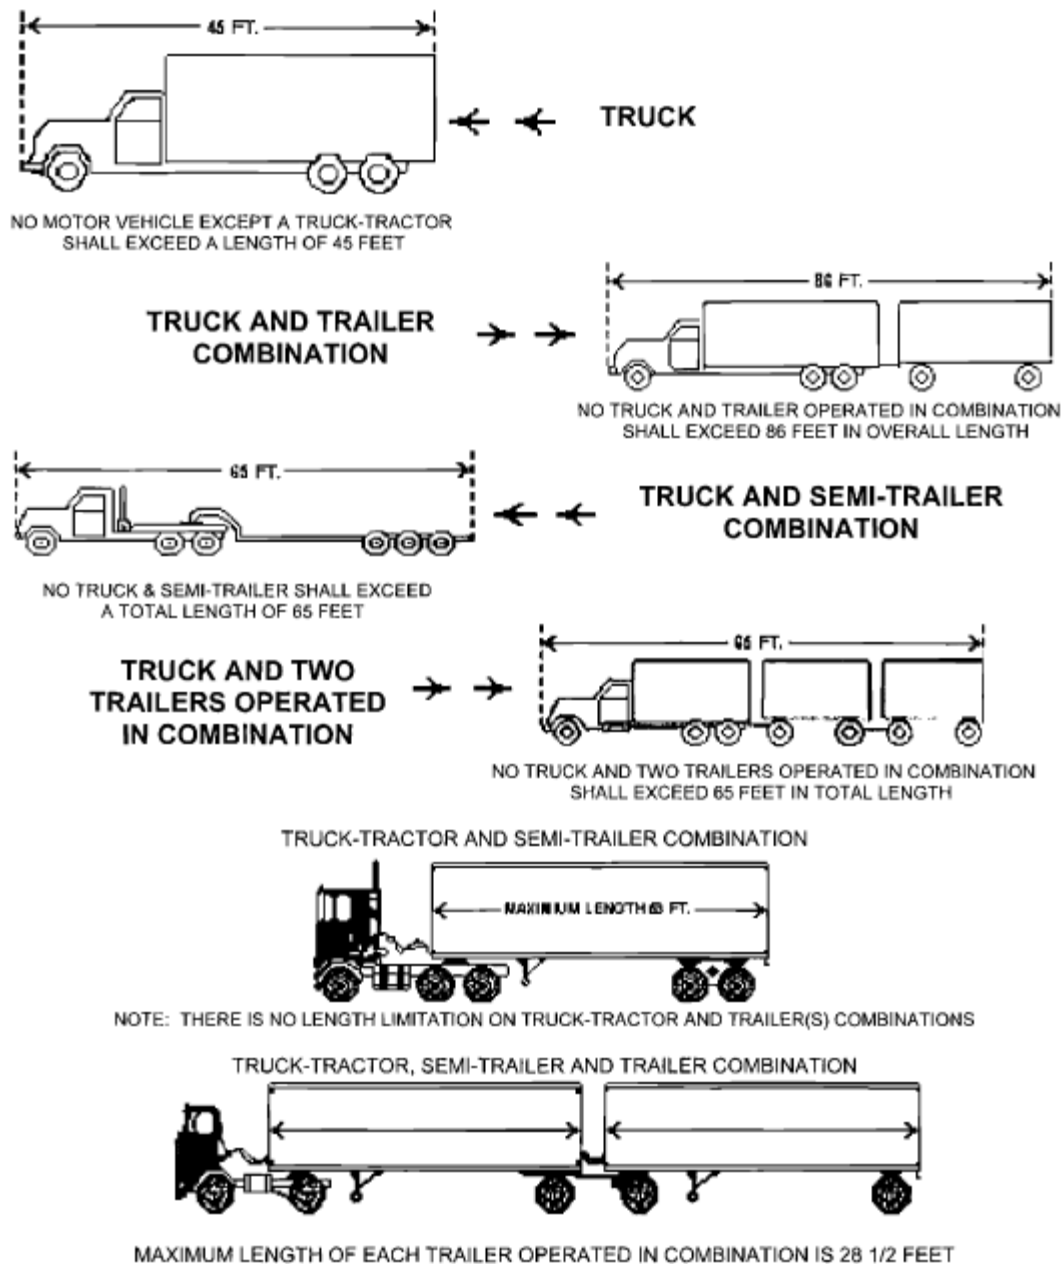 45 FT.
TRUCK
NO MOTOR VEHICLE EXCEPT A TRUCK-TRACTOR
SHALL EXCEED A LENGTH OF 45 FEET
86 FT.
TRUCK AND TRAILER
COMBINATION
NO TRUCK AND TRAILER OPERATED IN COMBINATION
SHALL EXCEED 86 FEET IN OVERALL LENGTH
65 FT.
TRUCK AND SEMI-TRAILER
COMBINATION
NO TRUCK & SEMI-TRAILER SHALL EXCEED
A TOTAL LENGTH OF 65 FEET
65 FT.
TRUCK AND TWO
TRAILERS OPERATED
IN COMBINATION
NO TRUCK AND TWO TRAILERS OPERATED IN COMBINATION
SHALL EXCEED 65 FEET IN TOTAL LENGTH
TRUCK-TRACTOR AND SEMI-TRAILER COMBINATION
MAXIMUM LENGTH FT.
NOTE: THERE IS NO LENGTH LIMITATION ON TRUCK-TRACTOR AND TRAILER(S) COMBINATIONS
TRUCK-TRACTOR, SEMI-TRAILER AND TRAILER COMBINATION
MAXIMUM LENGTH OF EACH TRAILER OPERATED IN COMBINATION IS 28 1/2 FEET